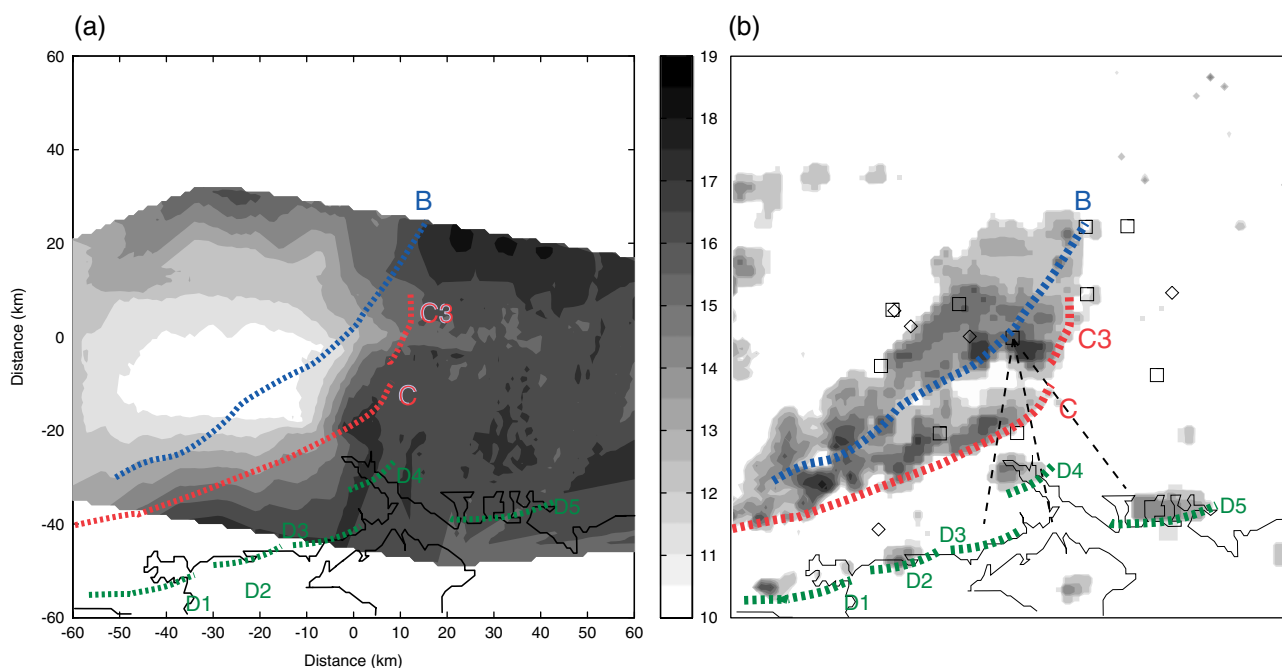 (a) (b)
60 19
40 18
20 17
0 16
-20 15
-40 14
-60 13
12
11
10
B B
C3 C3
C C
D4 D4
D5 D5
D3 D3
D2 D2
D1 D1
-60 -50 -40 -30 -20 -10 0 10 20 30 40 50 60
Distance (km)
Distance (km)